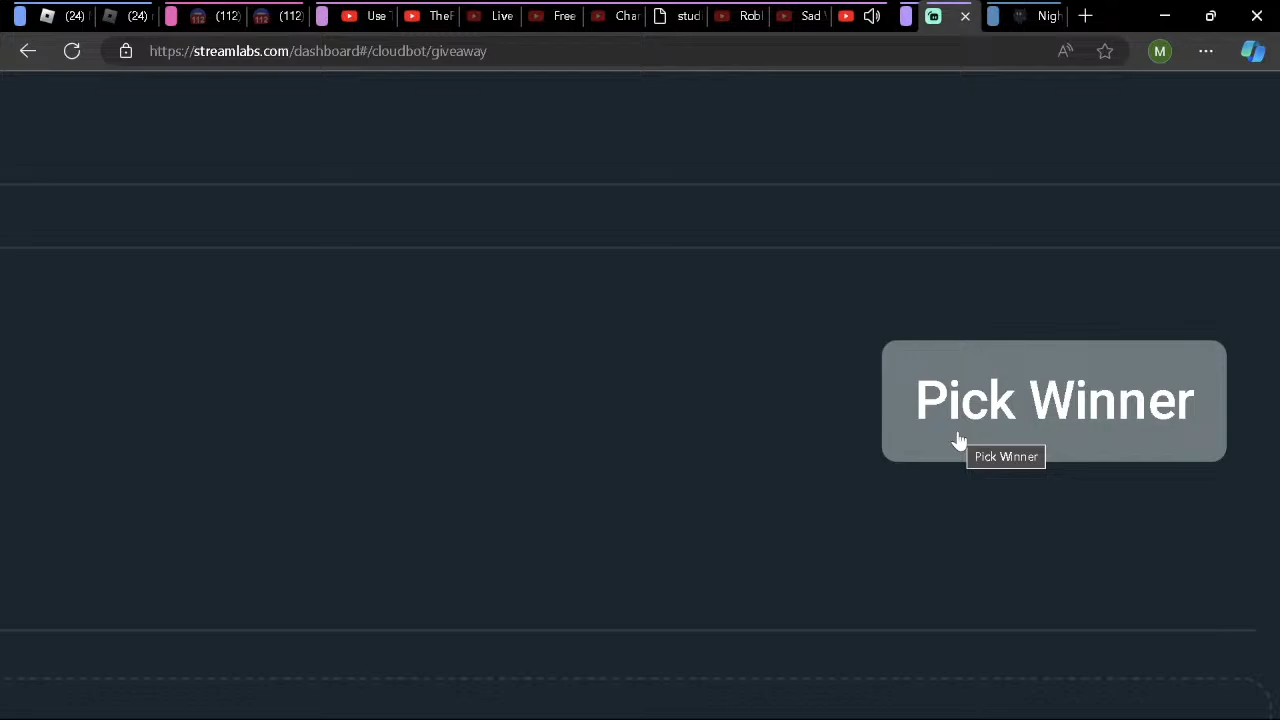 (24) (24) (112) (112) Use TheF Live Free Char stud Robl Sad Nigh
https://streamlabs.com/dashboard#/cloudbot/giveaway M
Pick Winner
Pick Winner